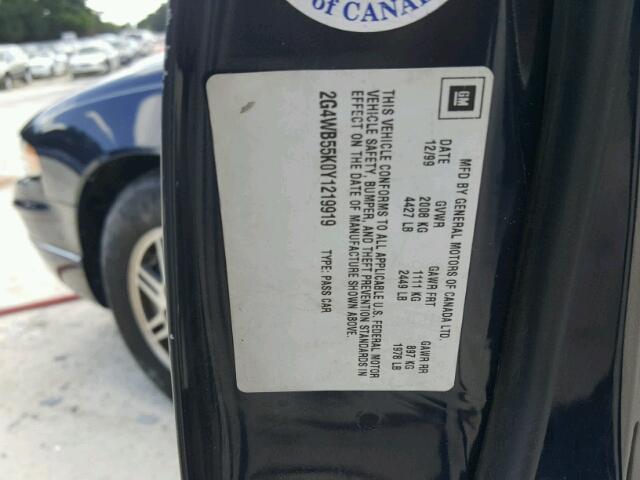 of CANADA
GM
MFD BY GENERAL MOTORS OF CANADA LTD.
DATE GVWR GAWR FRT GAWR RR
12/99 2008 KG 1111 KG 897 KG
4427 LB 2449 LB 1978 LB
THIS VEHICLE CONFORMS TO ALL APPLICABLE U.S. FEDERAL MOTOR
VEHICLE SAFETY, BUMPER, AND THEFT PREVENTION STANDARDS IN
EFFECT ON THE DATE OF MANUFACTURE SHOWN ABOVE.
2G4WB55K0Y1219919 TYPE: PASS CAR